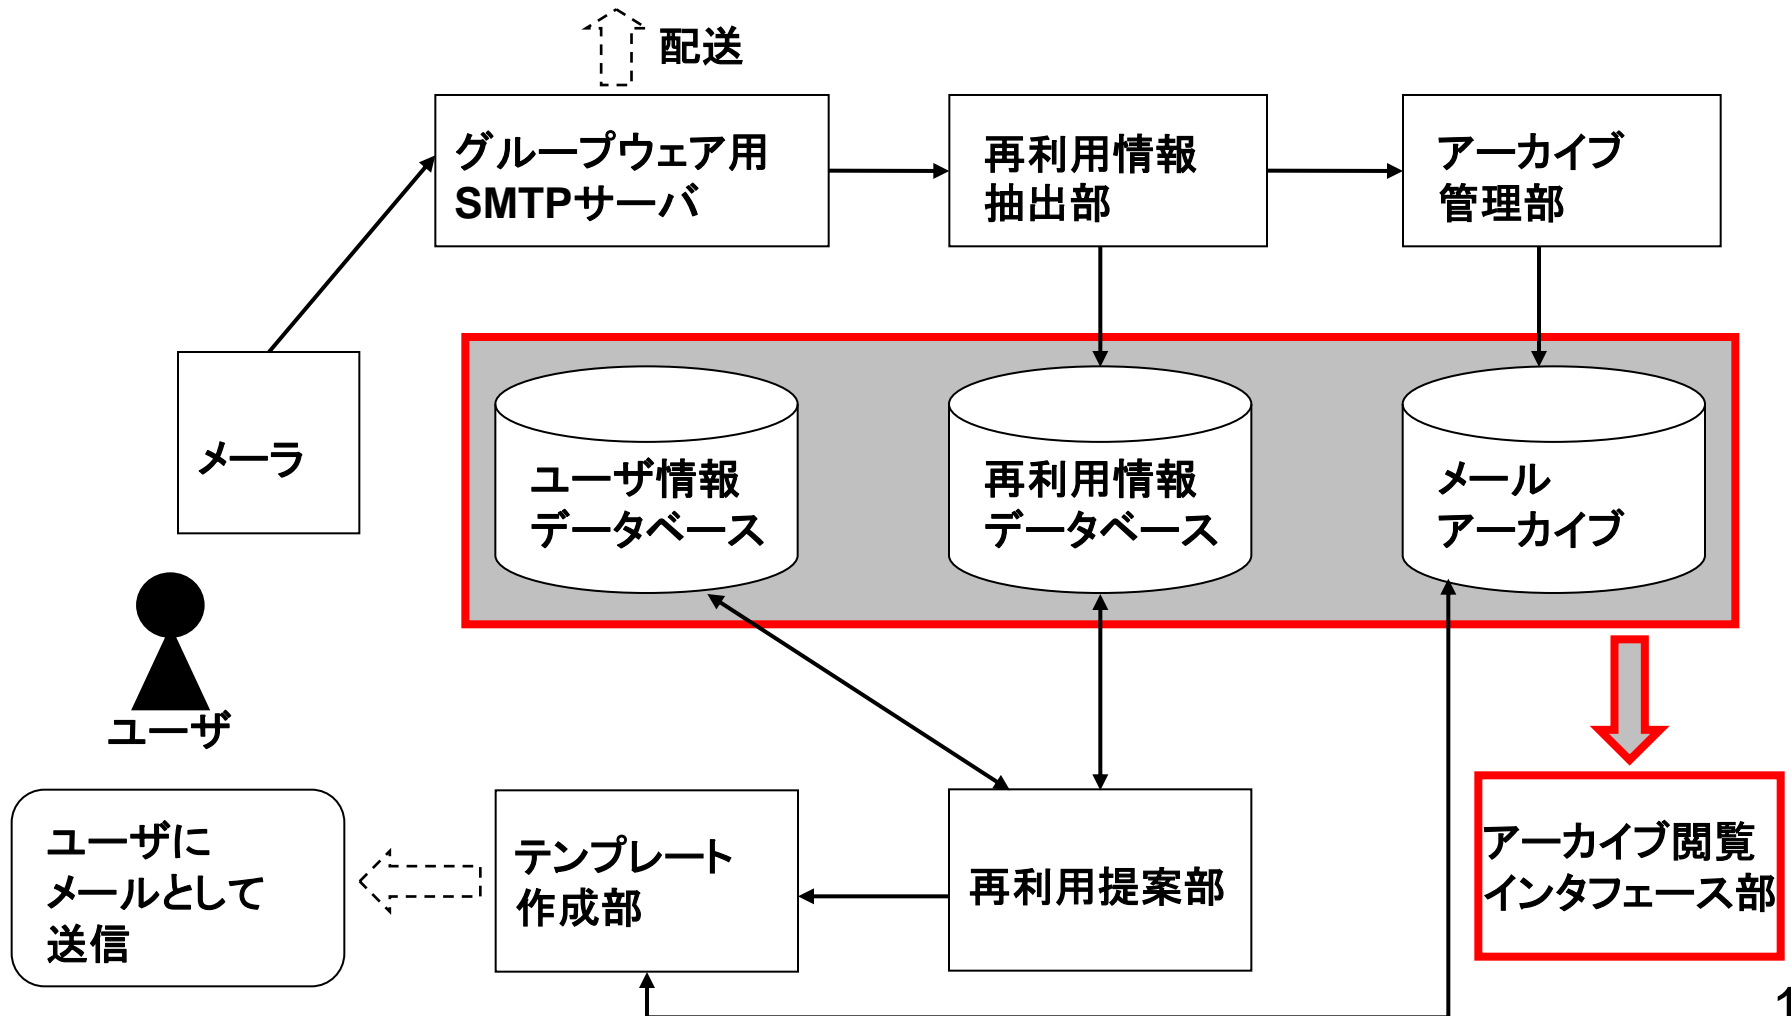 配送
グループウェア用
SMTPサーバ
再利用情報
抽出部
アーカイブ
管理部
メーラ
ユーザ情報
データベース
再利用情報
データベース
メール
アーカイブ
ユーザ
ユーザに
メールとして
送信
テンプレート
作成部
再利用提案部
アーカイブ閲覧
インタフェース部
1